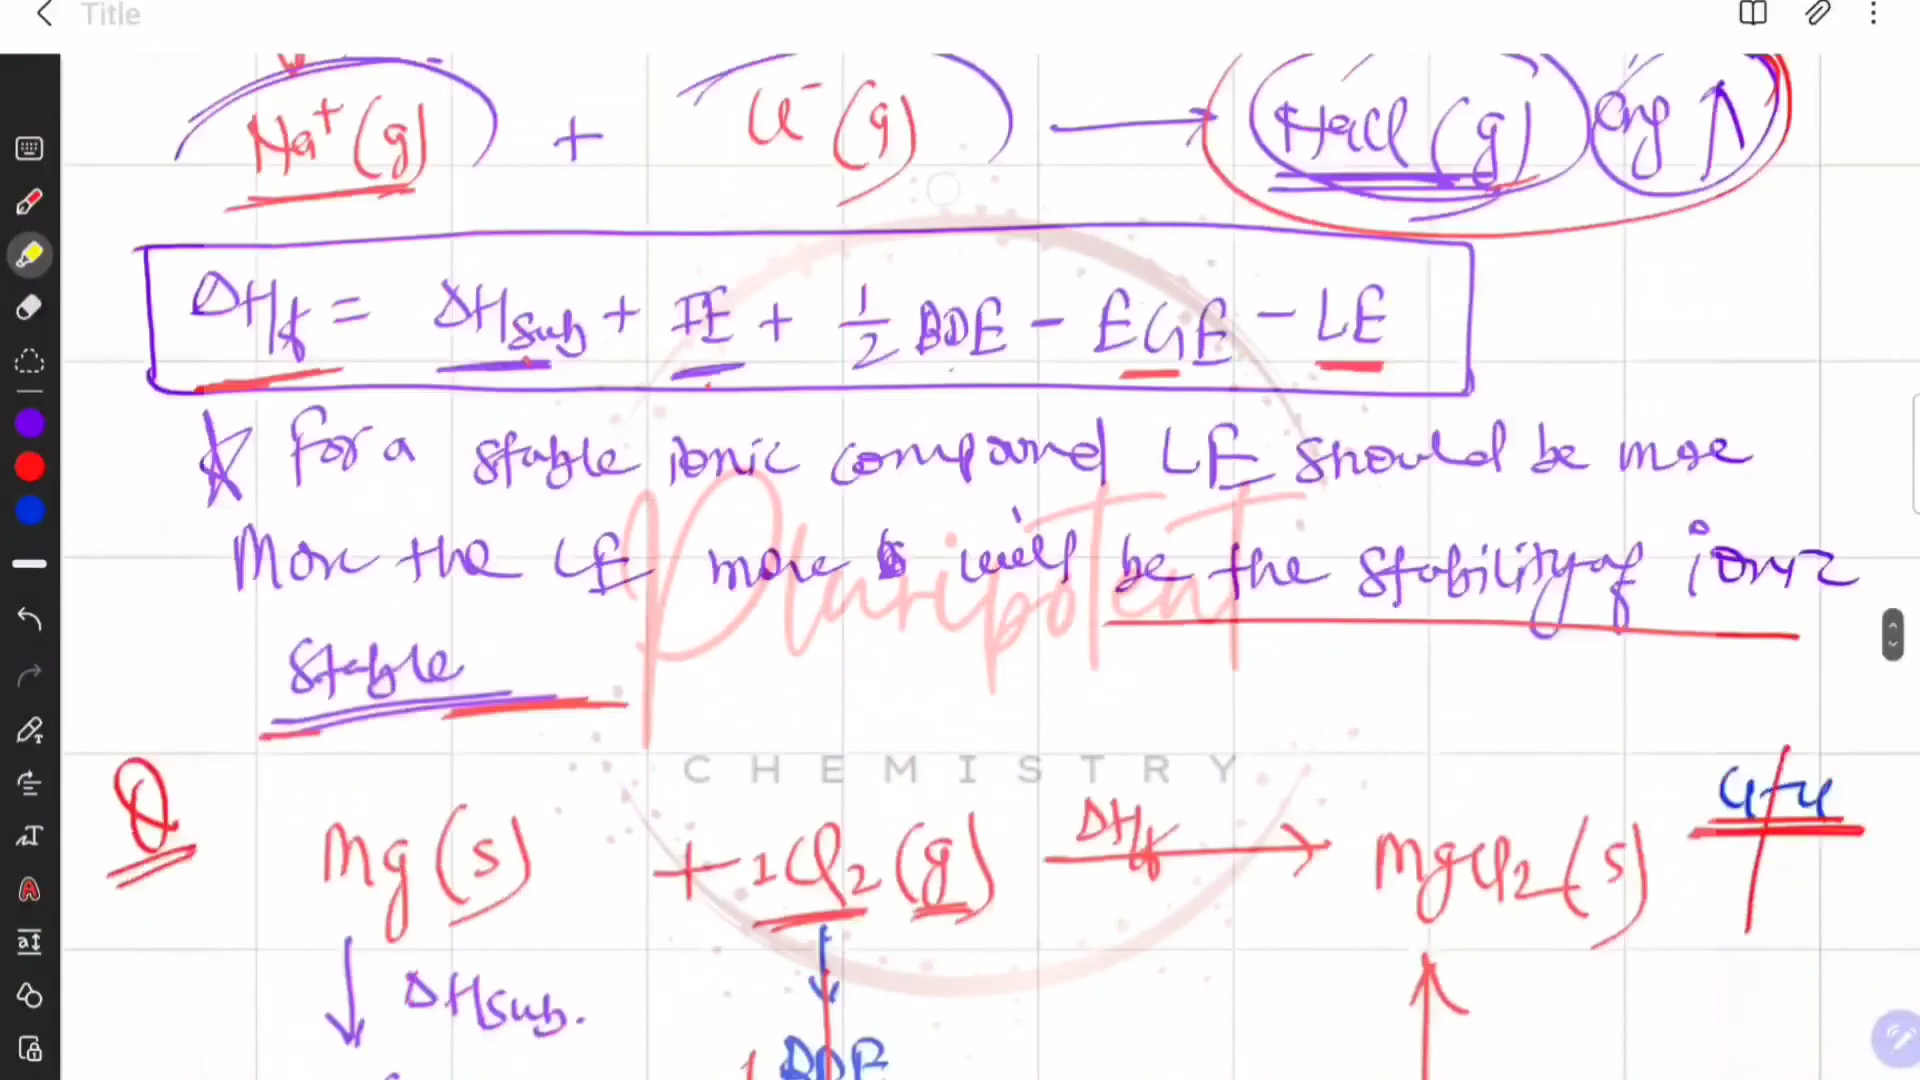 Title
Na⁺(g) + Cl⁻(g) → NaCl(g) eng ↑
ΔHf = ΔHsub + IE + 1/2 BDE - EGE - LE
☆ For a stable ionic compound LE should be more
More the LE more will be the stability of ionic
stable
Pluripotent
CHEMISTRY
Q Mg(s) + 1Cl₂(g) ΔHf → MgCl₂(s)
ΔHsub.
BDE